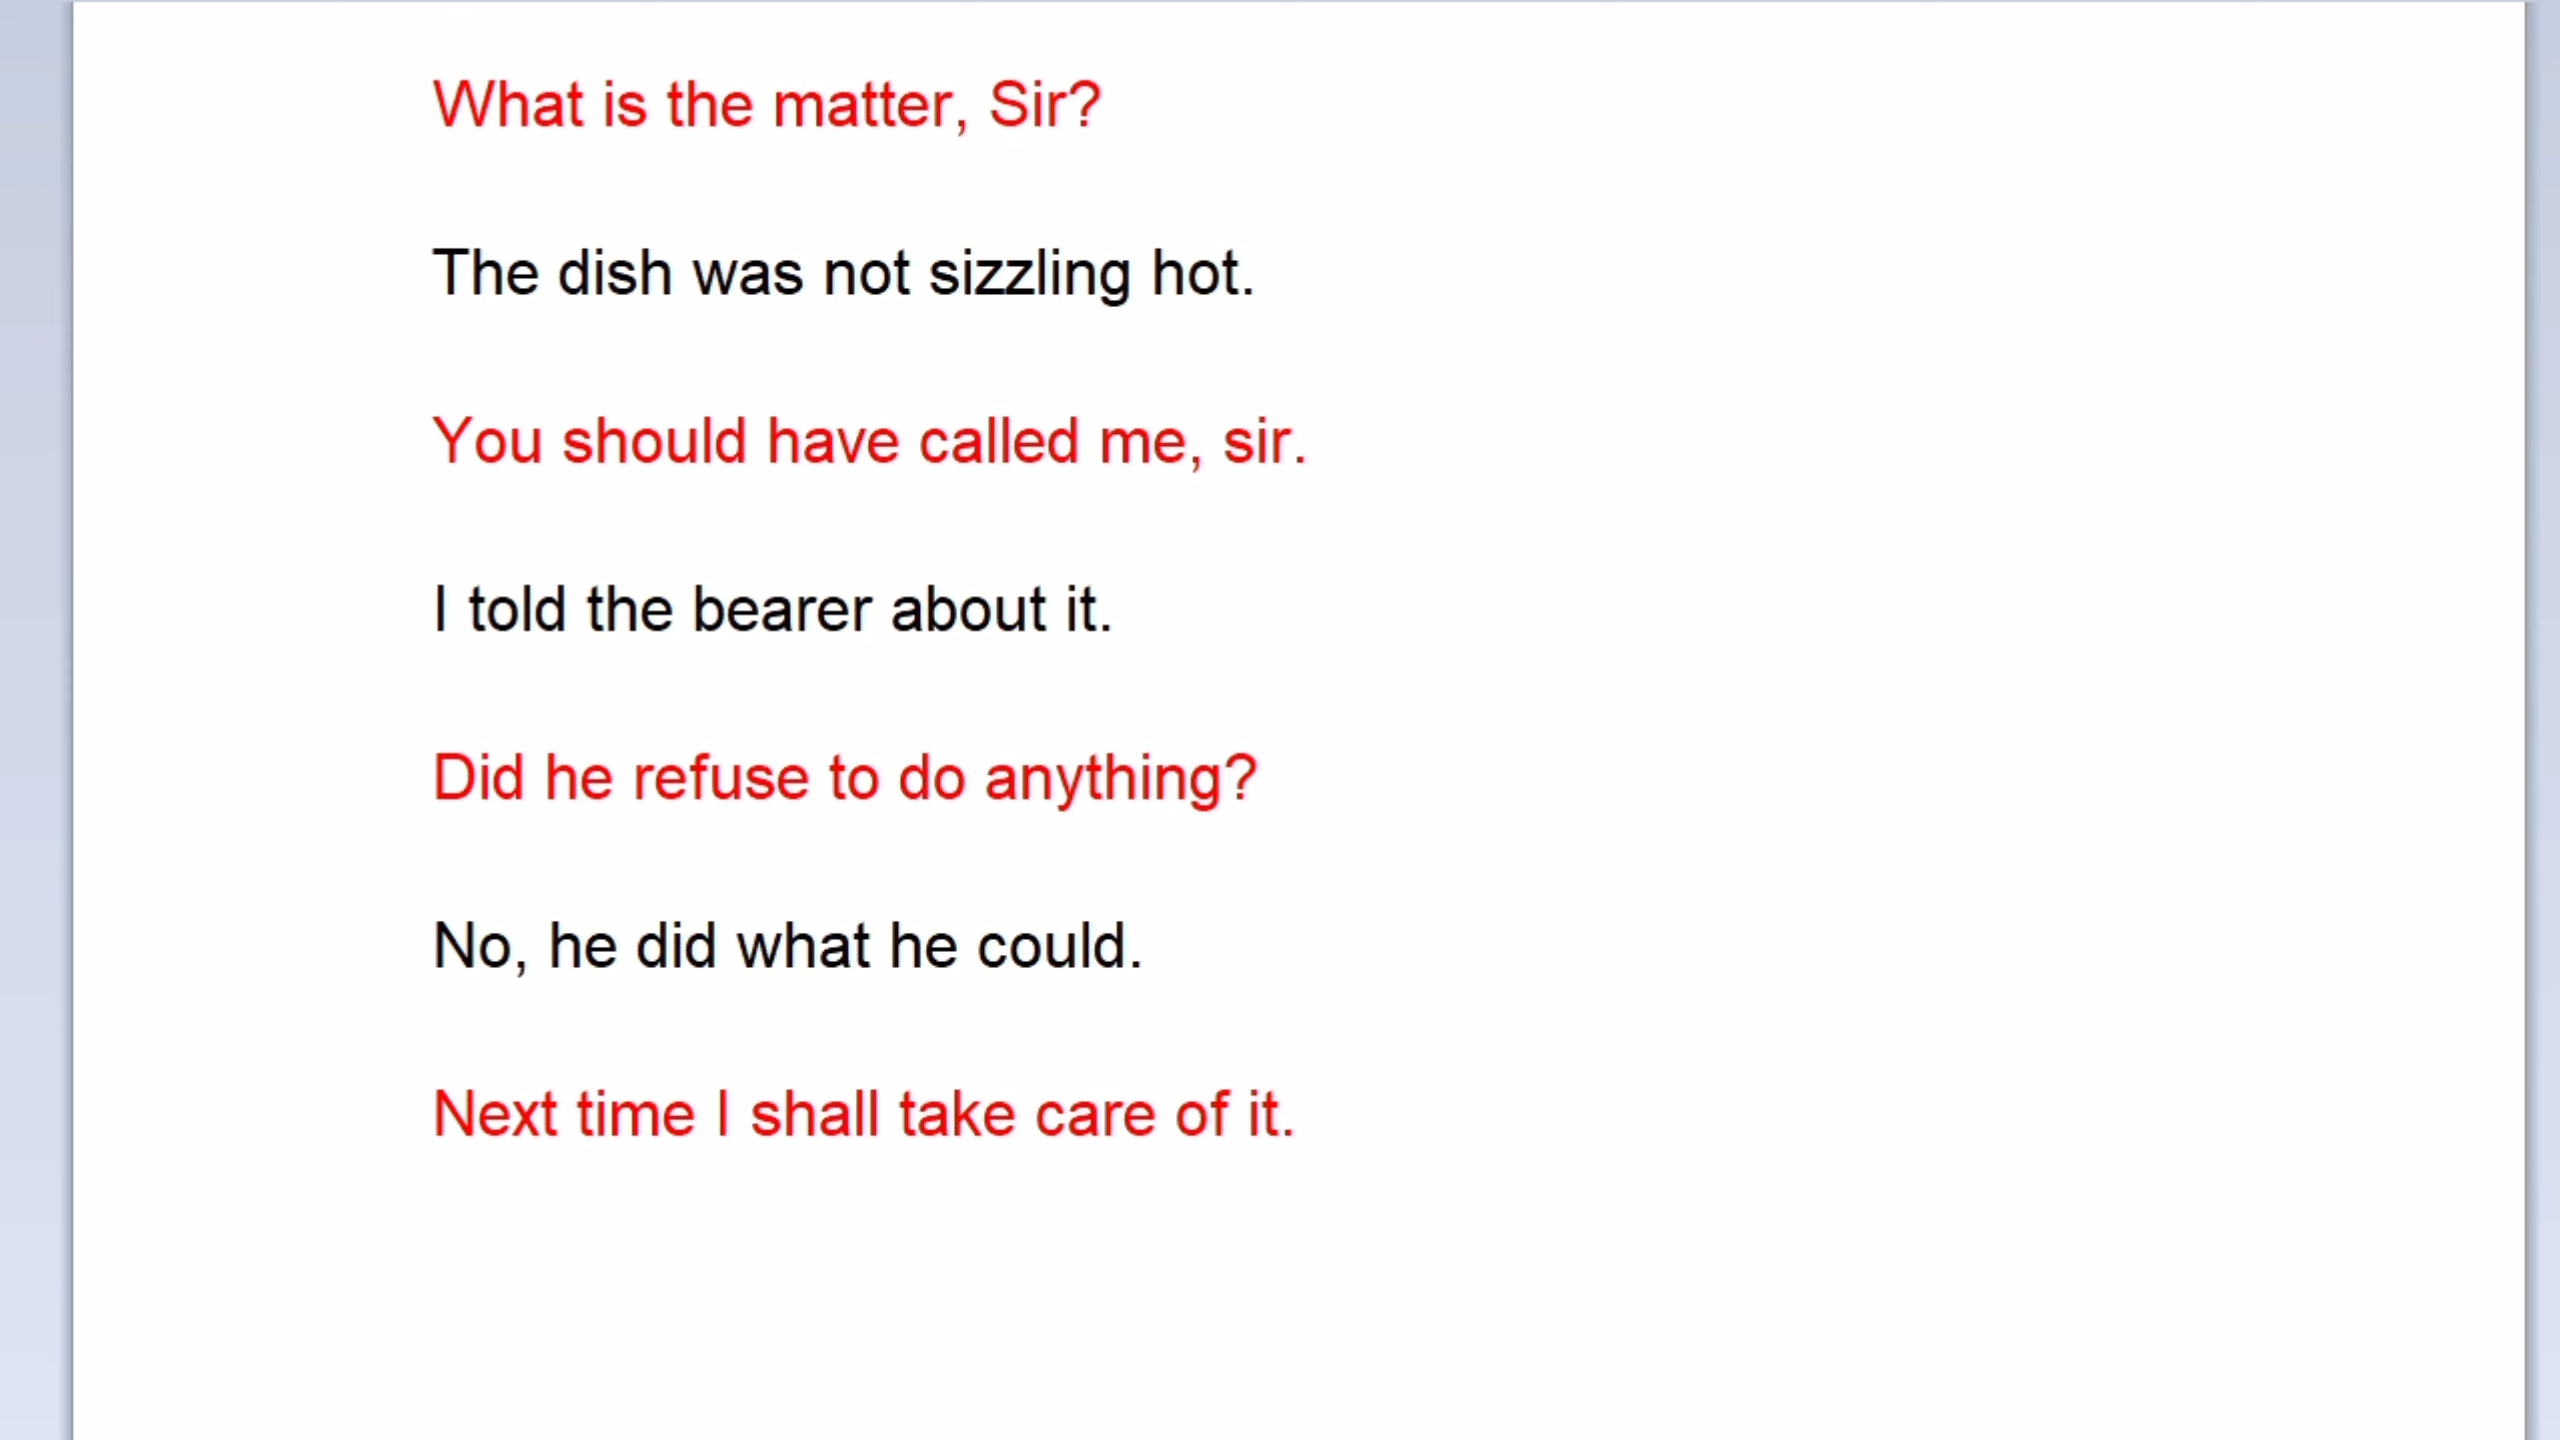 What is the matter, Sir?
The dish was not sizzling hot.
You should have called me, sir.
I told the bearer about it.
Did he refuse to do anything?
No, he did what he could.
Next time I shall take care of it.